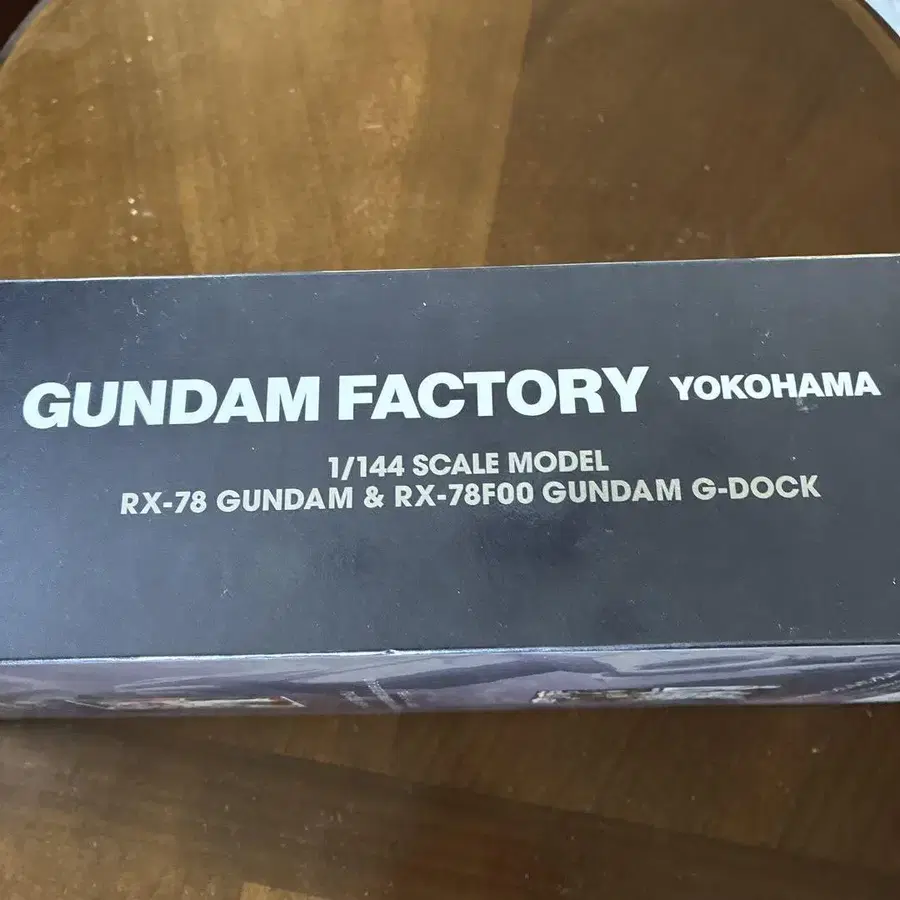 GUNDAM FACTORY YOKOHAMA
1/144 SCALE MODEL
RX-78 GUNDAM & RX-78F00 GUNDAM G-DOCK